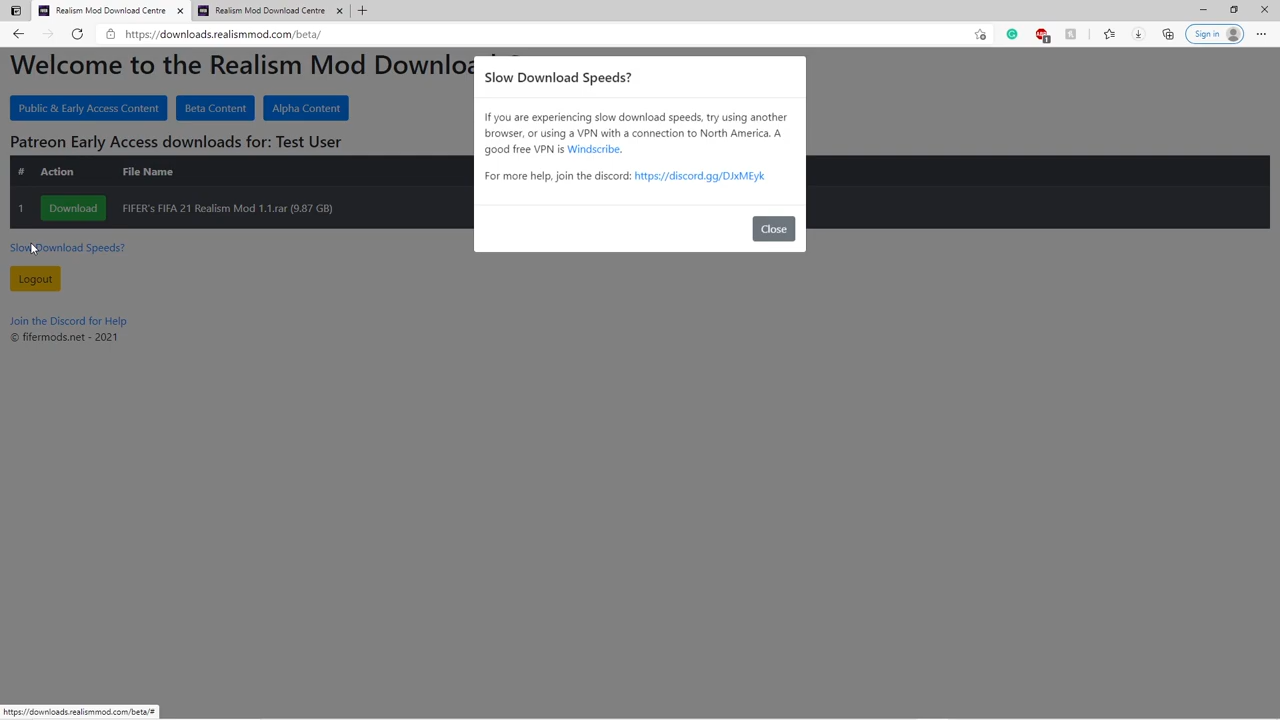 Realism Mod Download Centre
Realism Mod Download Centre
https://downloads.realismmod.com/beta/
1
Sign in
Welcome to the Realism Mod Downloa
Public & Early Access Content
Beta Content
Alpha Content
Patreon Early Access downloads for: Test User
# Action File Name
1 Download FIFER's FIFA 21 Realism Mod 1.1.rar (9.87 GB)
Slow Download Speeds?
Logout
Join the Discord for Help
© fifermods.net - 2021
Slow Download Speeds?
If you are experiencing slow download speeds, try using another
browser, or using a VPN with a connection to North America. A
good free VPN is Windscribe.
For more help, join the discord: https://discord.gg/DJxMEyk
Close
https://downloads.realismmod.com/beta/#